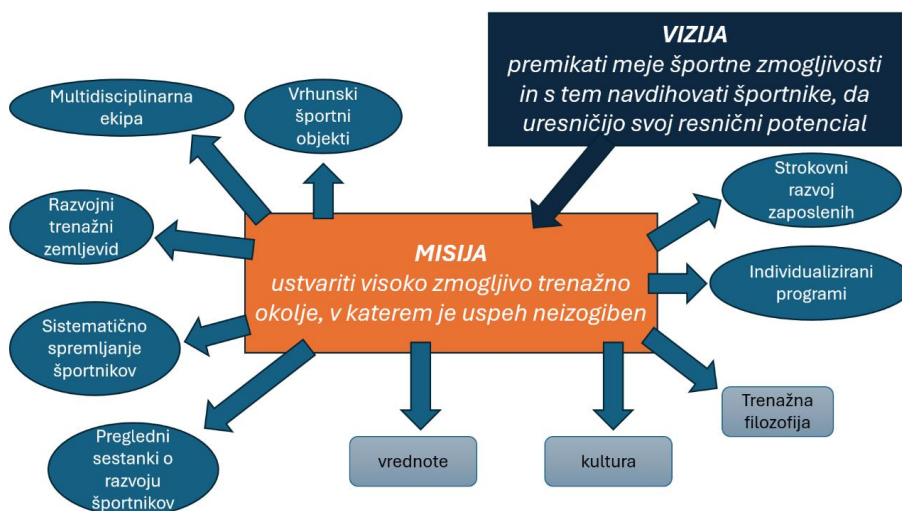 VIZIJA
premikati meje športne zmogljivosti
in s tem navdihovati športnike, da
uresničijo svoj resnični potencial
Multidisciplinarna
ekipa
Vrhunski
športni
objekti
Strokovni
razvoj
zaposlenih
Razvojni
trenažni
zemljevid
MISIJA
ustvariti visoko zmogljivo trenažno
okolje, v katerem je uspeh neizogiben
Individualizirani
programi
Sistematično
spremljanje
športnikov
Trenažna
filozofija
Pregledni
sestanki o
razvoju
športnikov
vrednote
kultura